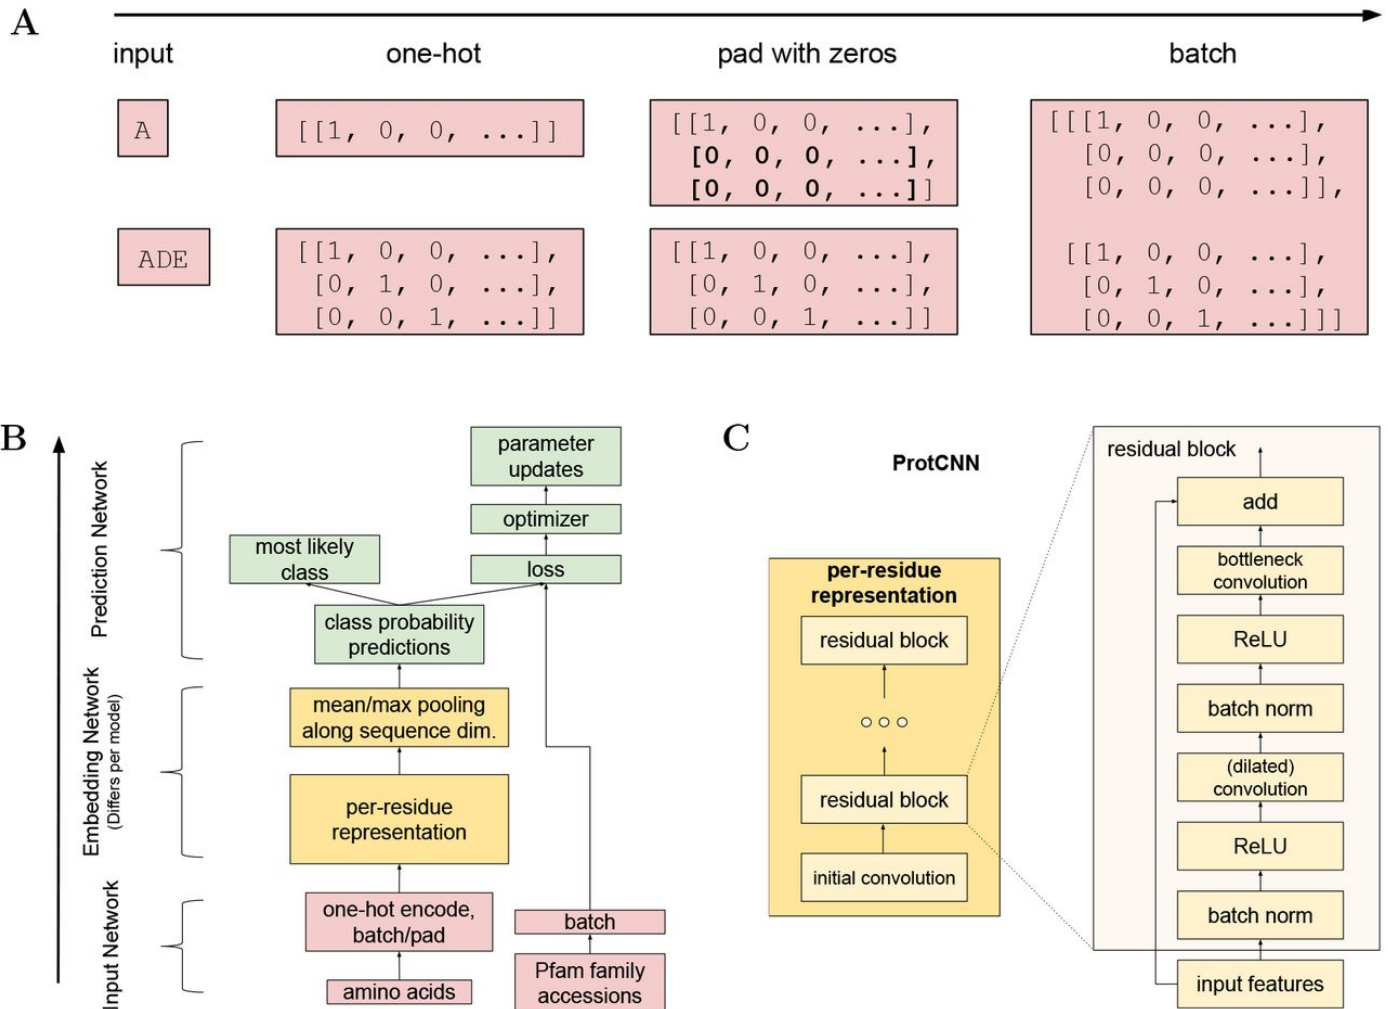 A
input
one-hot
pad with zeros
batch
A
[[1, 0, 0, ...]]
[[1, 0, 0, ...],
[0, 0, 0, ...],
[0, 0, 0, ...]]
[[[1, 0, 0, ...],
[0, 0, 0, ...],
[0, 0, 0, ...]],
[[1, 0, 0, ...],
[0, 1, 0, ...],
[0, 0, 1, ...]]]
ADE
[[1, 0, 0, ...],
[0, 1, 0, ...],
[0, 0, 1, ...]]
[[1, 0, 0, ...],
[0, 1, 0, ...],
[0, 0, 1, ...]]
B
Prediction Network
Embedding Network
(Differs per model)
Input Network
parameter
updates
optimizer
loss
most likely
class
class probability
predictions
mean/max pooling
along sequence dim.
per-residue
representation
one-hot encode,
batch/pad
amino acids
batch
Pfam family
accessions
C
ProtCNN
per-residue
representation
residual block
residual block
initial convolution
residual block
add
bottleneck
convolution
ReLU
batch norm
(dilated)
convolution
ReLU
batch norm
input features